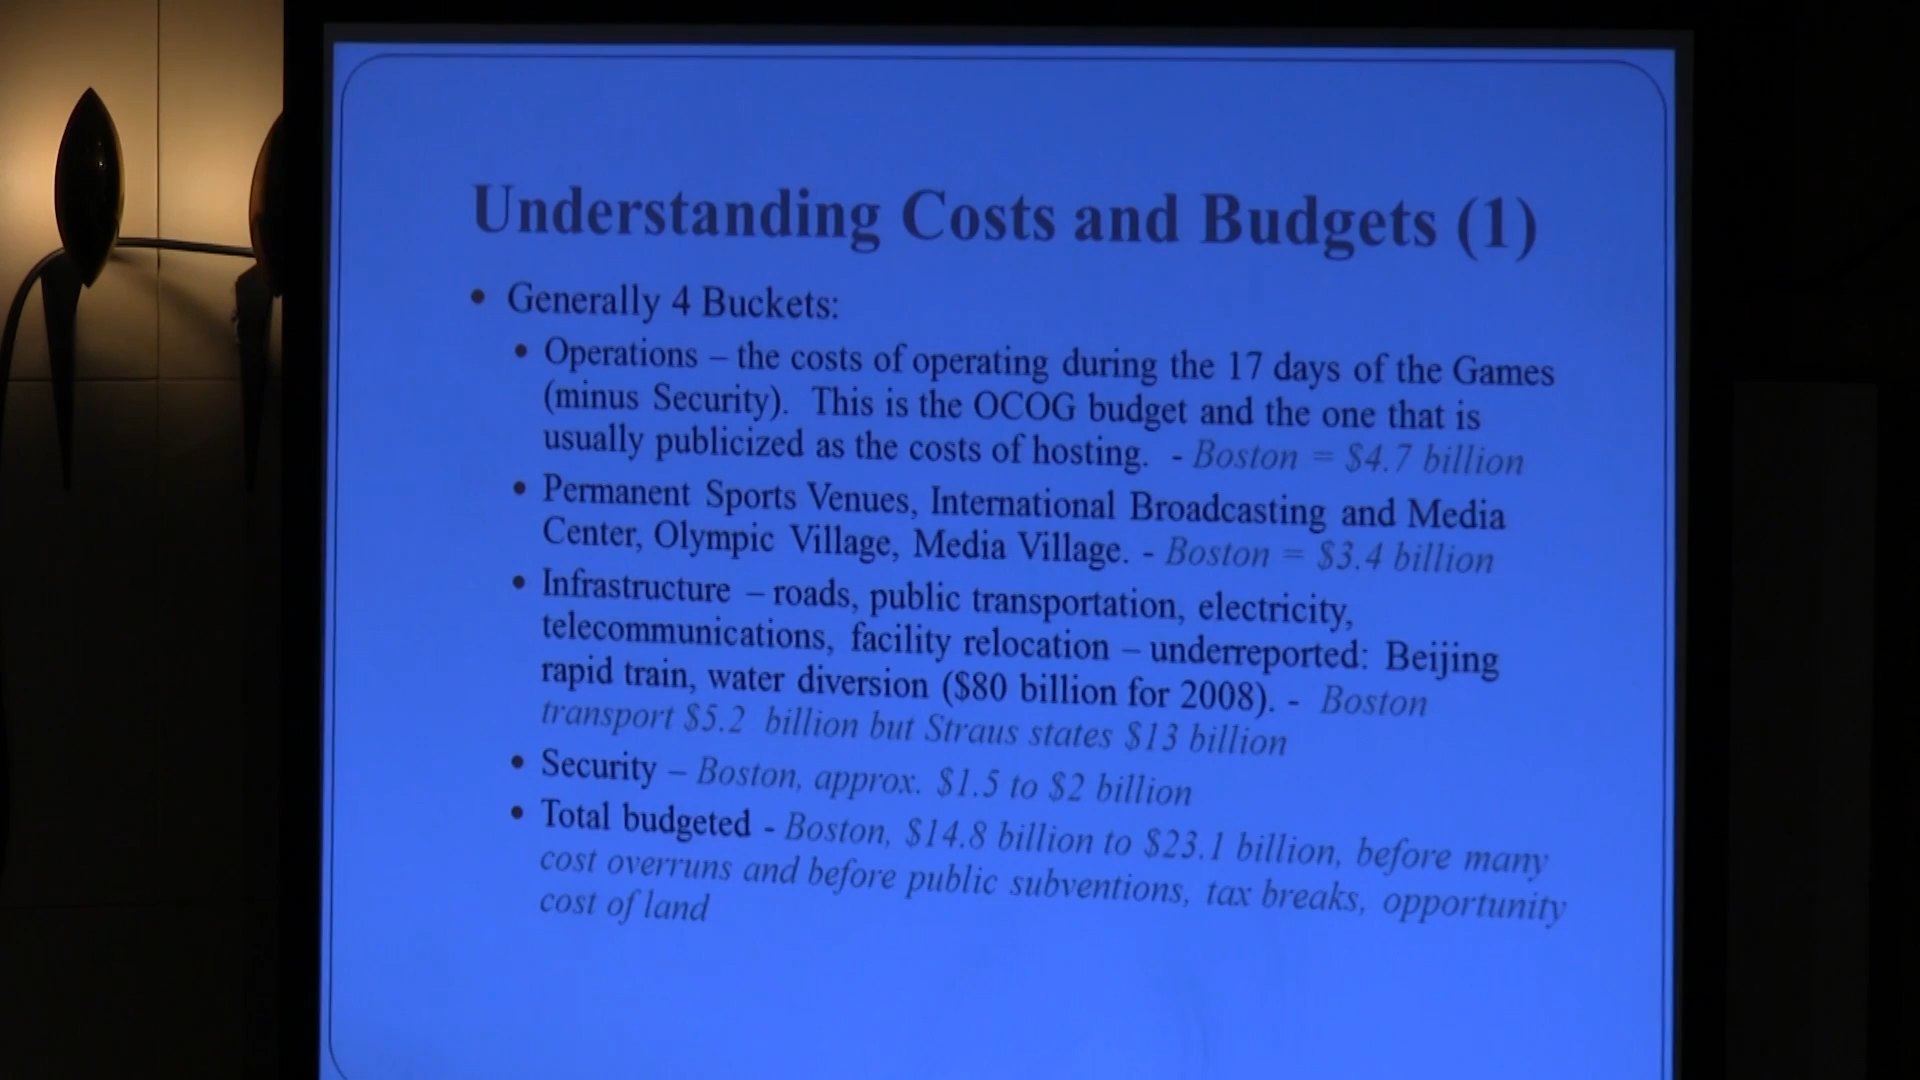 Understanding Costs and Budgets (1)
• Generally 4 Buckets:
• Operations – the costs of operating during the 17 days of the Games
(minus Security). This is the OCOG budget and the one that is
usually publicized as the costs of hosting. - Boston = $4.7 billion
• Permanent Sports Venues, International Broadcasting and Media
Center, Olympic Village, Media Village. - Boston = $3.4 billion
• Infrastructure – roads, public transportation, electricity,
telecommunications, facility relocation – underreported: Beijing
rapid train, water diversion ($80 billion for 2008). - Boston
transport $5.2 billion but Straus states $13 billion
• Security – Boston, approx. $1.5 to $2 billion
• Total budgeted - Boston, $14.8 billion to $23.1 billion, before many
cost overruns and before public subventions, tax breaks, opportunity
cost of land